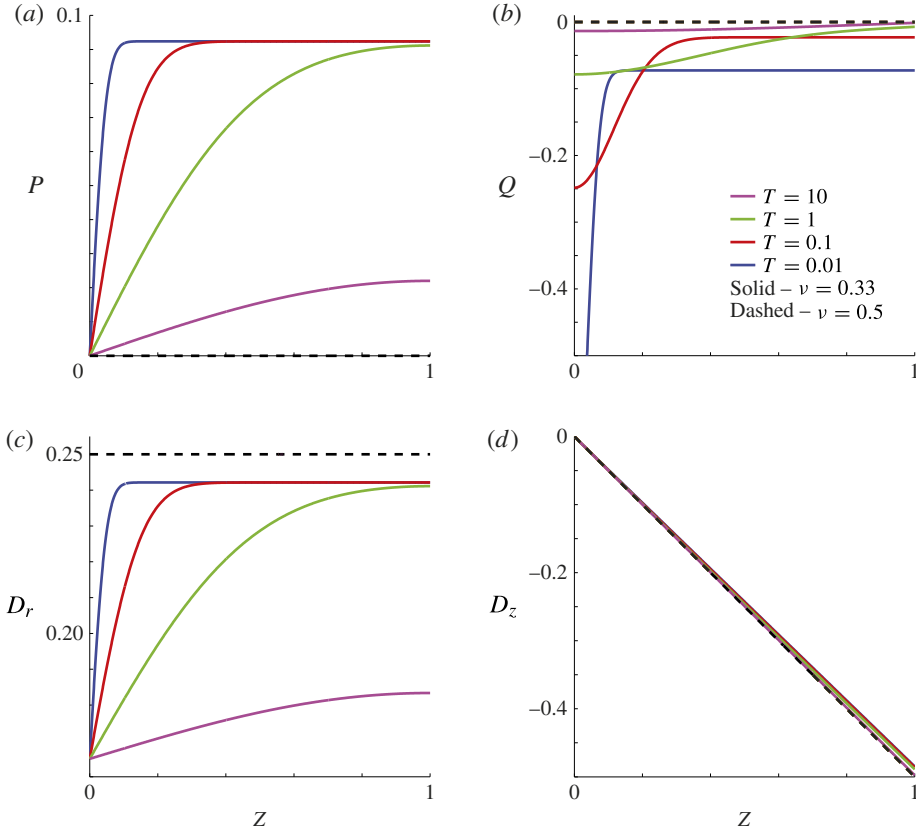 (a)
0.1
P
0
1
(b)
0
−0.2
Q
−0.4
T = 10
T = 1
T = 0.1
T = 0.01
Solid – ν = 0.33
Dashed – ν = 0.5
0
1
(c)
0.25
D_r
0.20
0
Z
1
(d)
0
−0.2
D_z
−0.4
0
Z
1